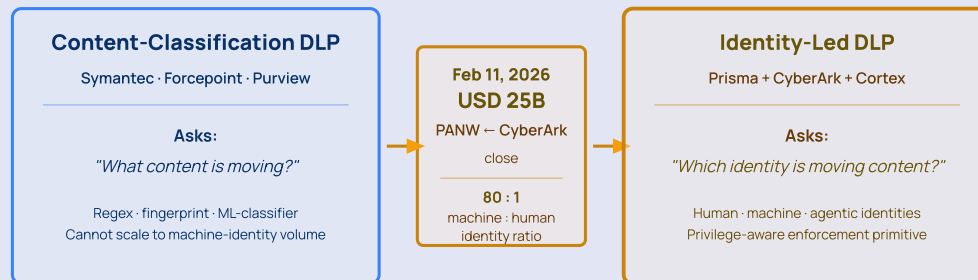 Content-Classification DLP
Symantec · Forcepoint · Purview
Asks:
"What content is moving?"
Regex · fingerprint · ML-classifier
Cannot scale to machine-identity volume
Feb 11, 2026
USD 25B
PANW ← CyberArk
close
80 : 1
machine : human
identity ratio
Identity-Led DLP
Prisma + CyberArk + Cortex
Asks:
"Which identity is moving content?"
Human · machine · agentic identities
Privilege-aware enforcement primitive